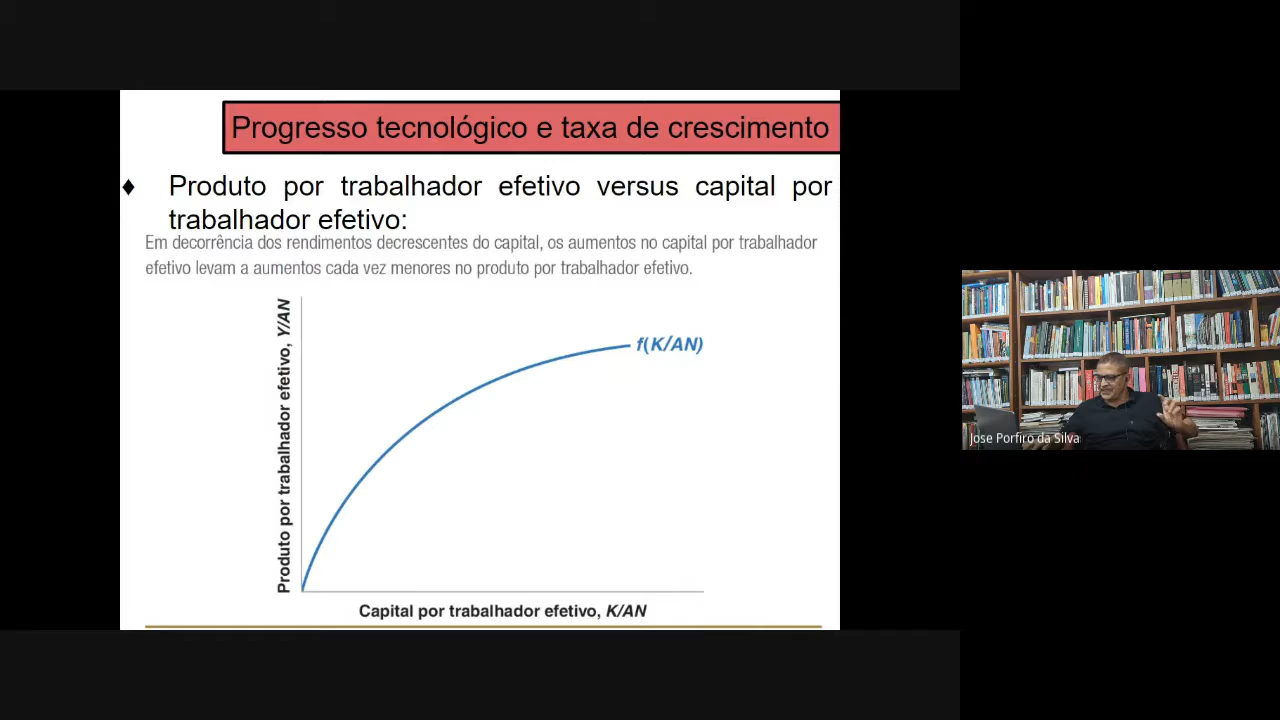 Progresso tecnológico e taxa de crescimento
♦ Produto por trabalhador efetivo versus capital por
trabalhador efetivo:
Em decorrência dos rendimentos decrescentes do capital, os aumentos no capital por trabalhador
efetivo levam a aumentos cada vez menores no produto por trabalhador efetivo.
Produto por trabalhador efetivo, Y/AN
f(K/AN)
Capital por trabalhador efetivo, K/AN
Jose Porfiro da Silva